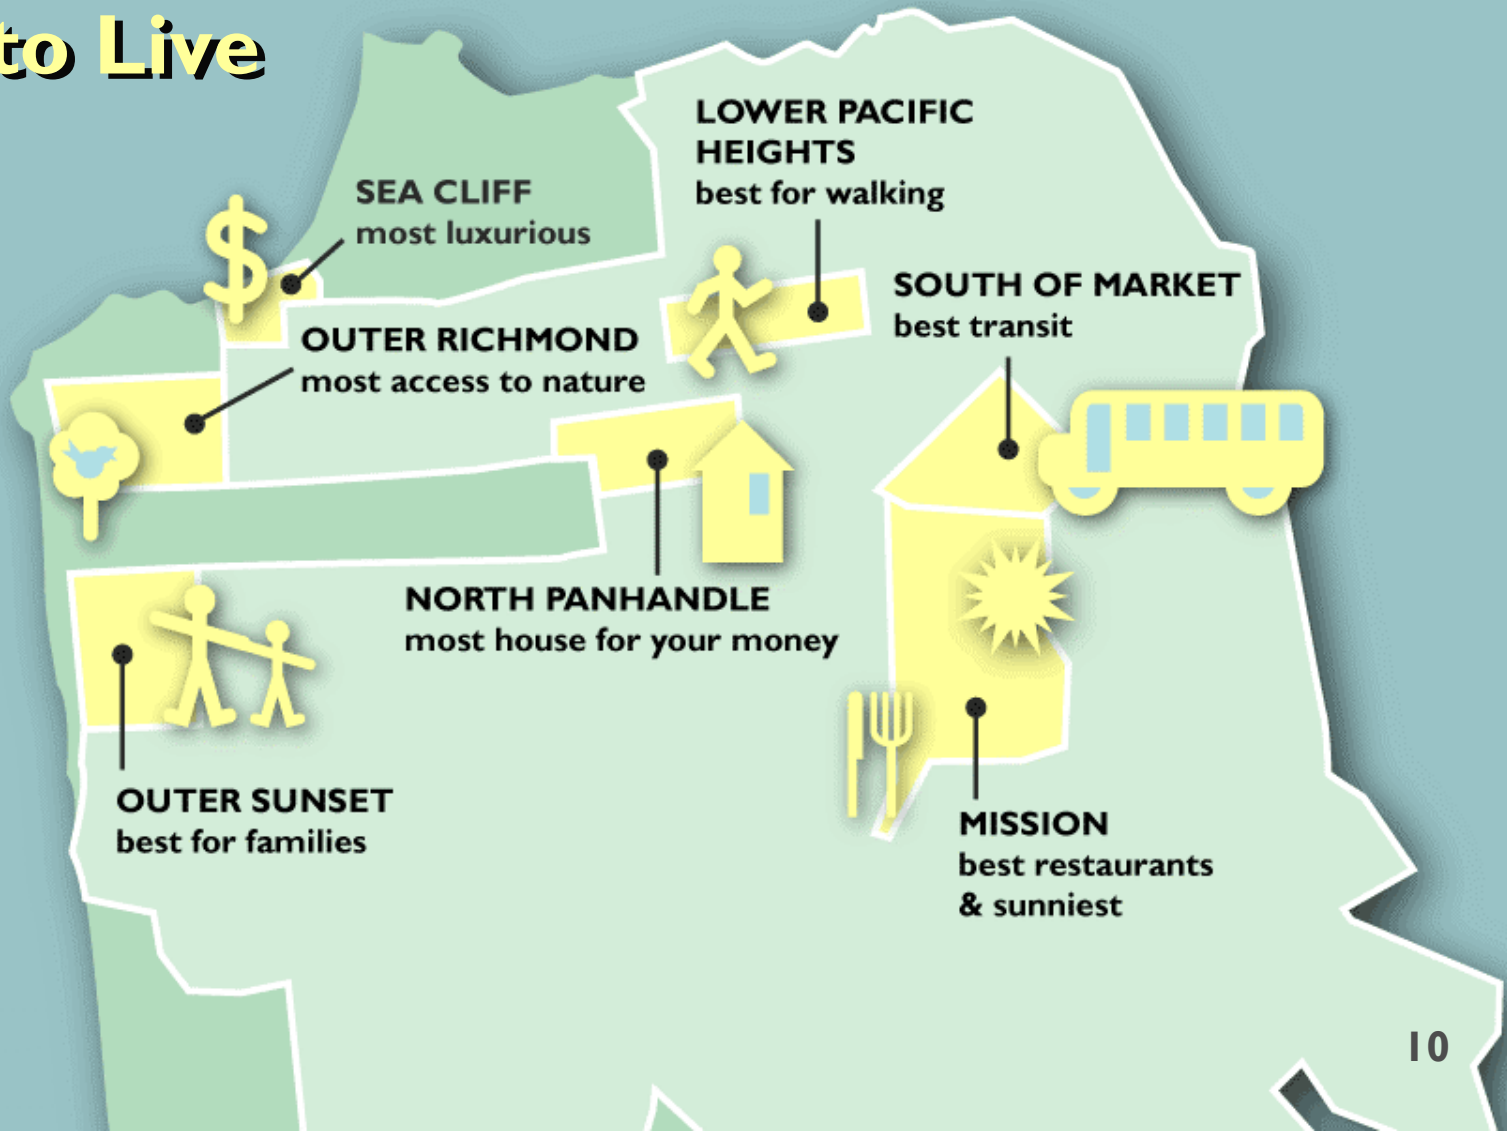 to Live
LOWER PACIFIC
HEIGHTS
best for walking
SEA CLIFF
most luxurious
SOUTH OF MARKET
best transit
OUTER RICHMOND
most access to nature
NORTH PANHANDLE
most house for your money
OUTER SUNSET
best for families
MISSION
best restaurants
& sunniest
10
$